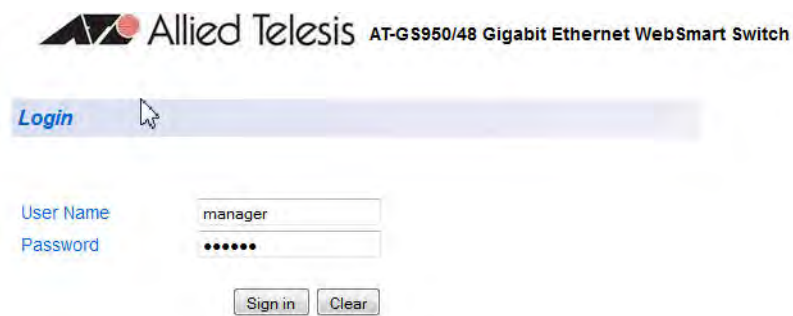 Allied Telesis AT-GS950/48 Gigabit Ethernet WebSmart Switch
Login
User Name manager
Password ••••••
Sign in Clear